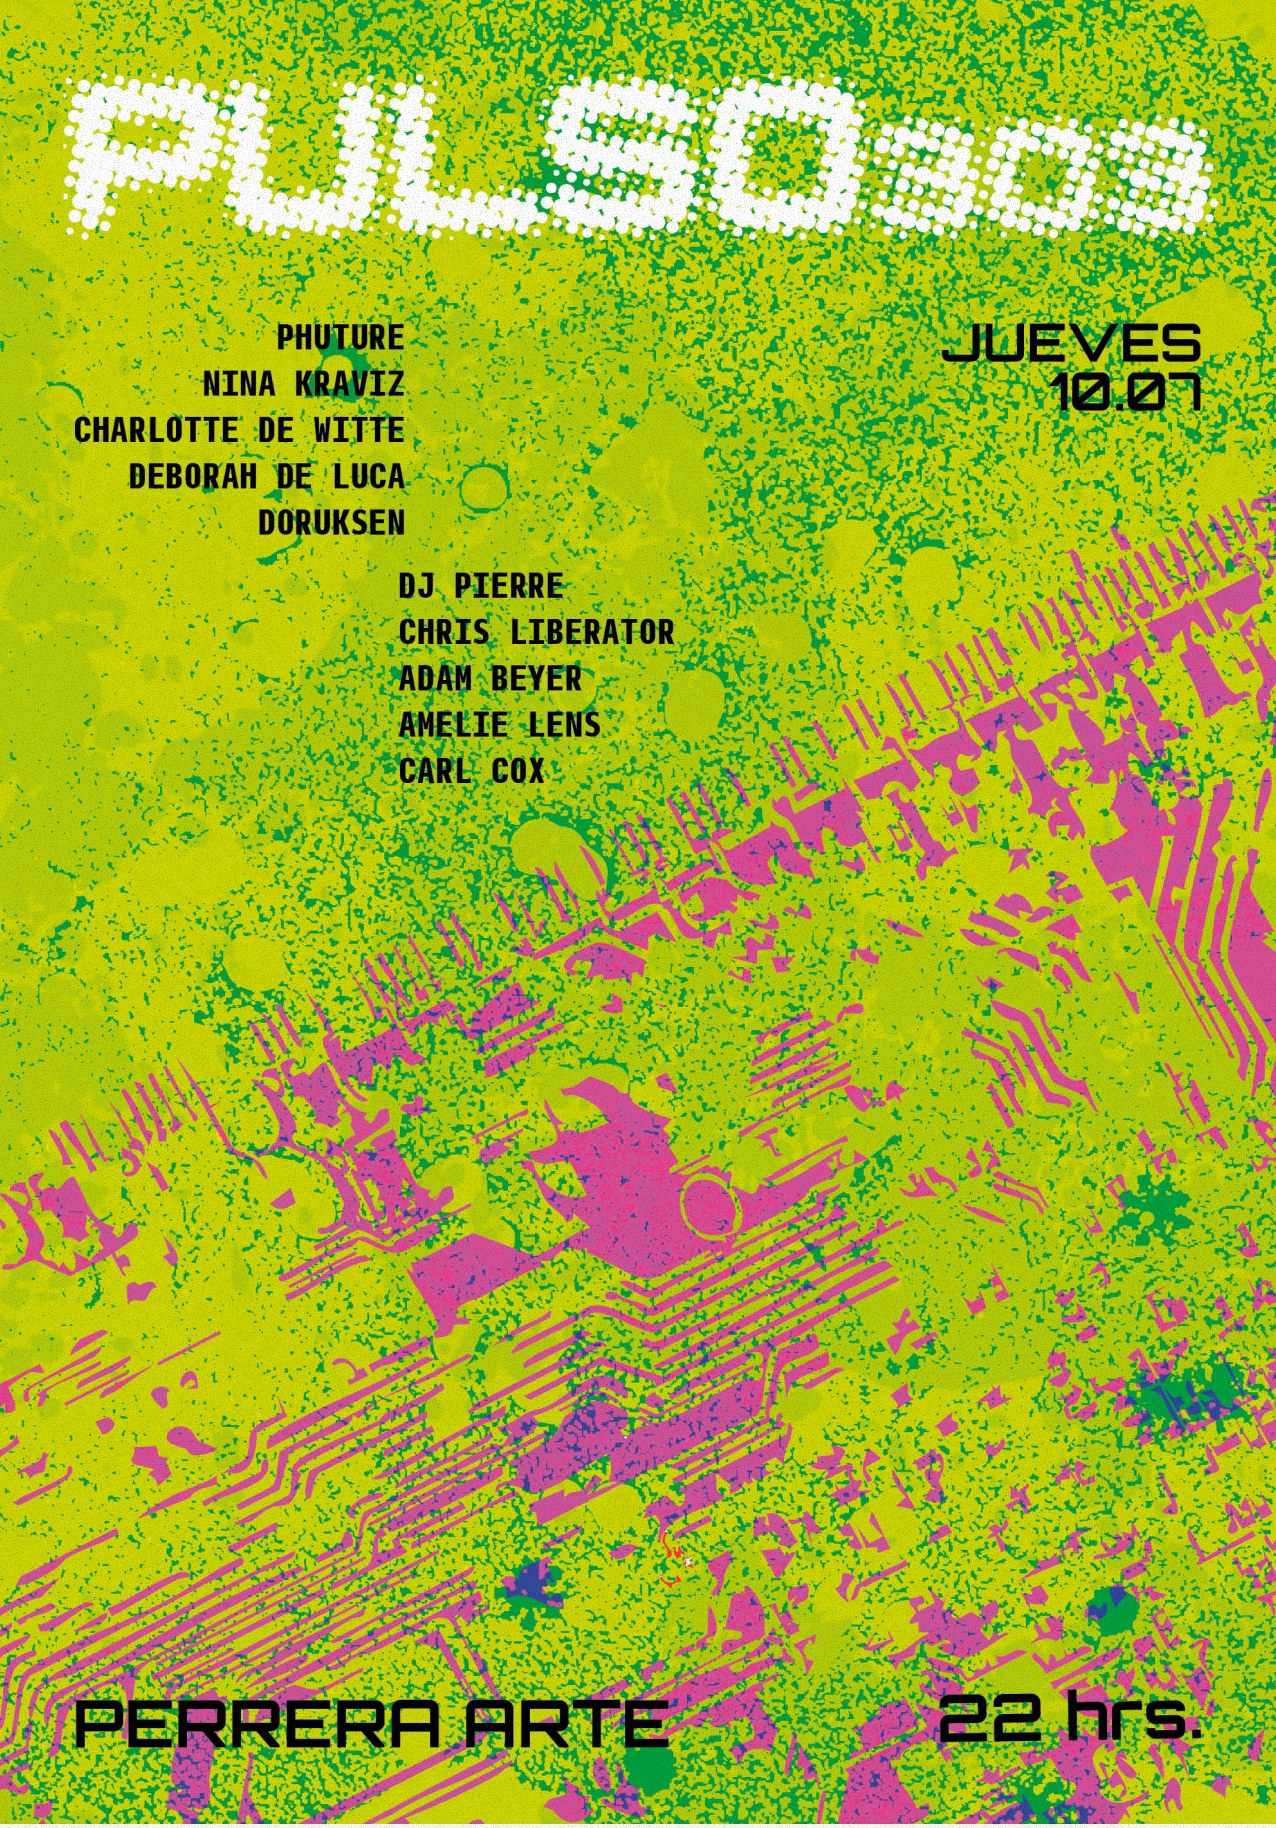 PULSO303
JUEVES
10.07
PHUTURE
NINA KRAVIZ
CHARLOTTE DE WITTE
DEBORAH DE LUCA
DORUKSEN
DJ PIERRE
CHRIS LIBERATOR
ADAM BEYER
AMELIE LENS
CARL COX
PERRERA ARTE
22 hrs.